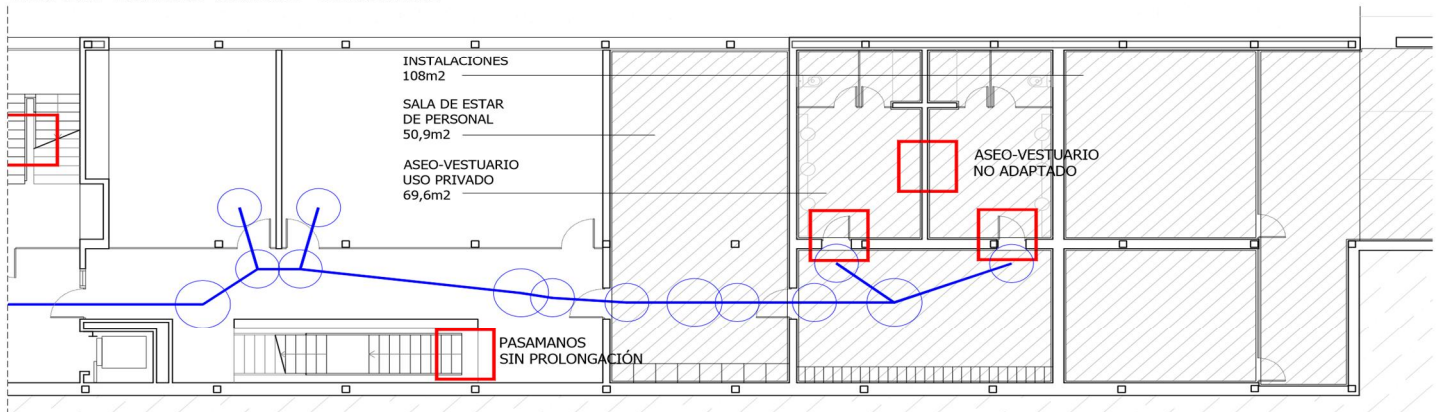 INSTALACIONES
108m2
SALA DE ESTAR
DE PERSONAL
50,9m2
ASEO-VESTUARIO
USO PRIVADO
69,6m2
ASEO-VESTUARIO
NO ADAPTADO
PASAMANOS
SIN PROLONGACIÓN